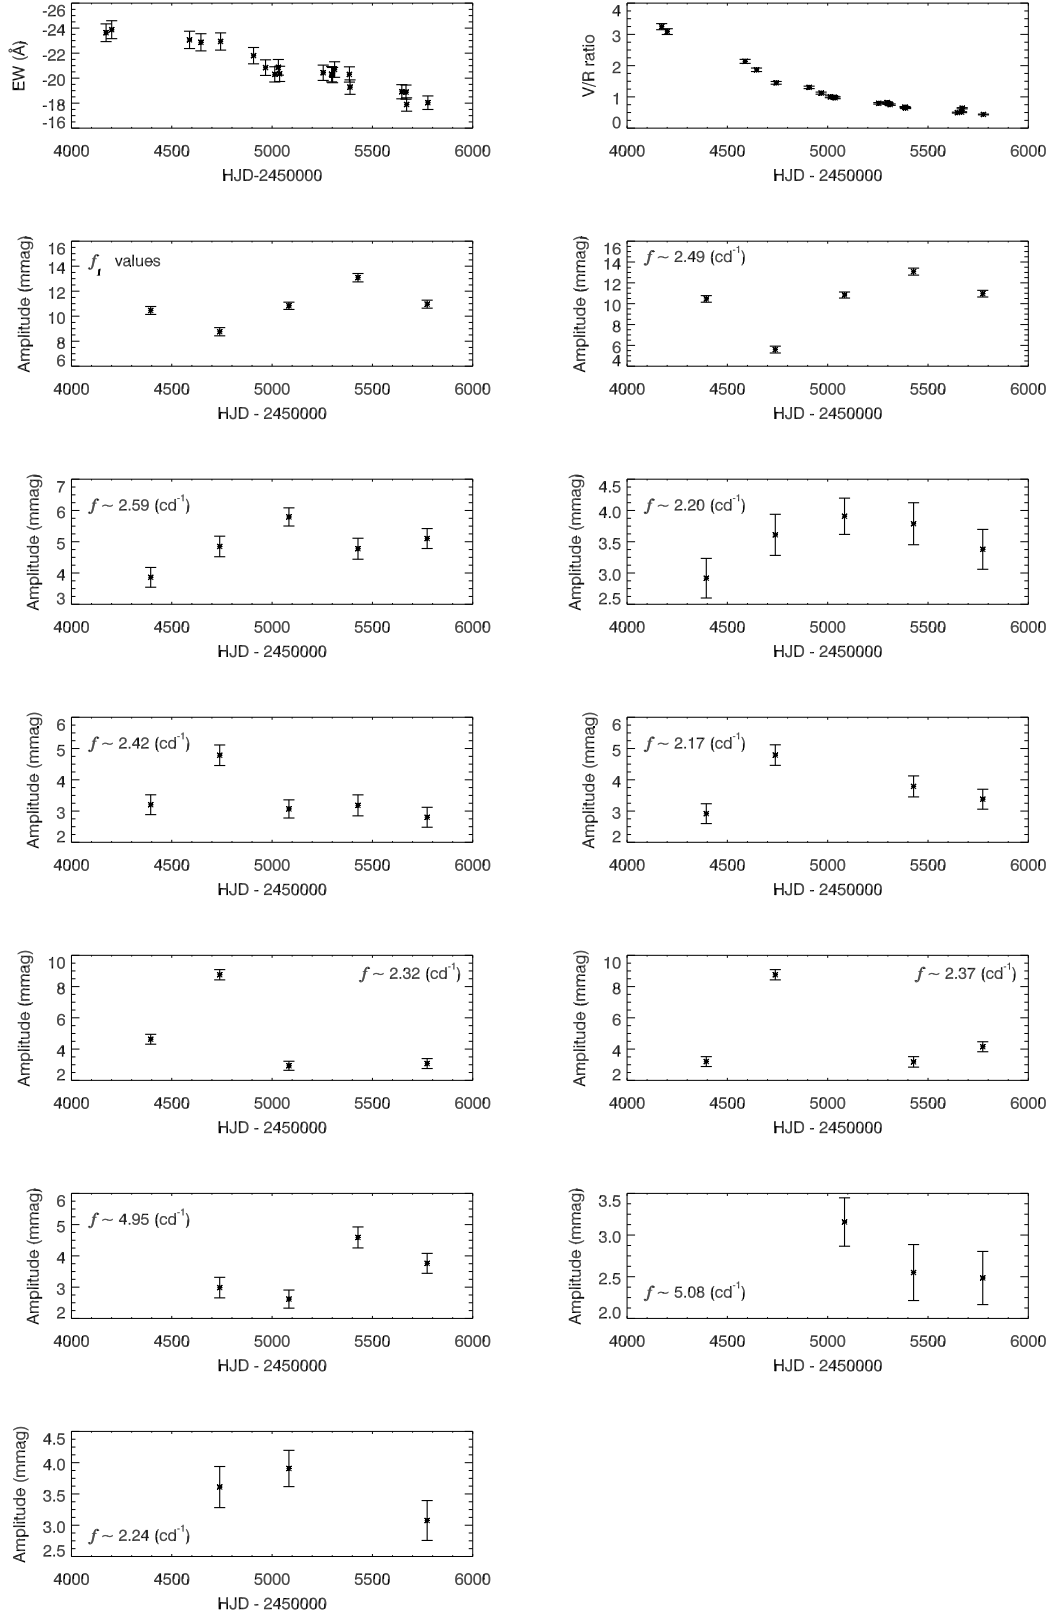 -26
-24
-22
-20
-18
-16
EW (Å)
4000 4500 5000 5500 6000
HJD-2450000
4
3
2
1
0
V/R ratio
4000 4500 5000 5500 6000
HJD - 2450000
16
14
12
10
8
6
Amplitude (mmag)
f₁ values
4000 4500 5000 5500 6000
HJD - 2450000
16
14
12
10
8
6
4
Amplitude (mmag)
f ~ 2.49 (cd⁻¹)
4000 4500 5000 5500 6000
HJD - 2450000
7
6
5
4
3
Amplitude (mmag)
f ~ 2.59 (cd⁻¹)
4000 4500 5000 5500 6000
HJD - 2450000
4.5
4.0
3.5
3.0
2.5
Amplitude (mmag)
f ~ 2.20 (cd⁻¹)
4000 4500 5000 5500 6000
HJD - 2450000
6
5
4
3
2
Amplitude (mmag)
f ~ 2.42 (cd⁻¹)
4000 4500 5000 5500 6000
HJD - 2450000
6
5
4
3
2
Amplitude (mmag)
f ~ 2.17 (cd⁻¹)
4000 4500 5000 5500 6000
HJD - 2450000
10
8
6
4
2
Amplitude (mmag)
f ~ 2.32 (cd⁻¹)
4000 4500 5000 5500 6000
HJD - 2450000
10
8
6
4
2
Amplitude (mmag)
f ~ 2.37 (cd⁻¹)
4000 4500 5000 5500 6000
HJD - 2450000
6
5
4
3
2
Amplitude (mmag)
f ~ 4.95 (cd⁻¹)
4000 4500 5000 5500 6000
HJD - 2450000
3.5
3.0
2.5
2.0
Amplitude (mmag)
f ~ 5.08 (cd⁻¹)
4000 4500 5000 5500 6000
HJD - 2450000
4.5
4.0
3.5
3.0
2.5
Amplitude (mmag)
f ~ 2.24 (cd⁻¹)
4000 4500 5000 5500 6000
HJD - 2450000